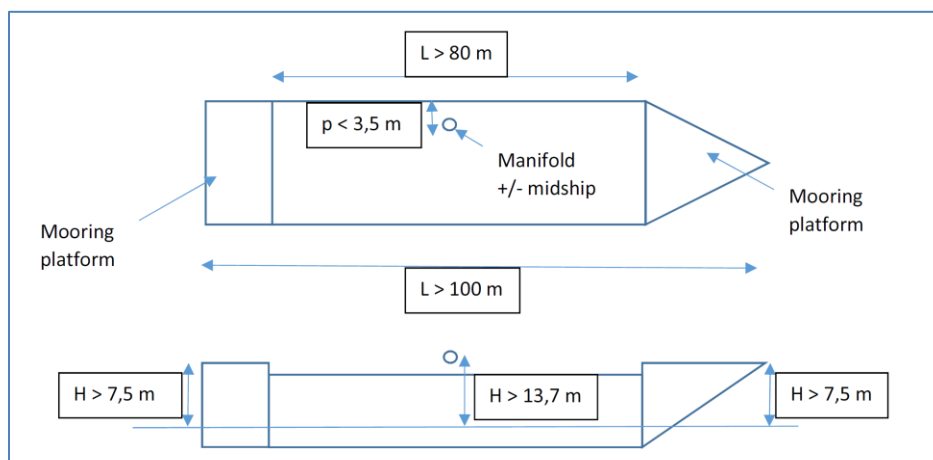 L > 80 m
p < 3,5 m
Manifold
+/- midship
Mooring
platform
Mooring
platform
L > 100 m
H > 7,5 m
H > 13,7 m
H > 7,5 m